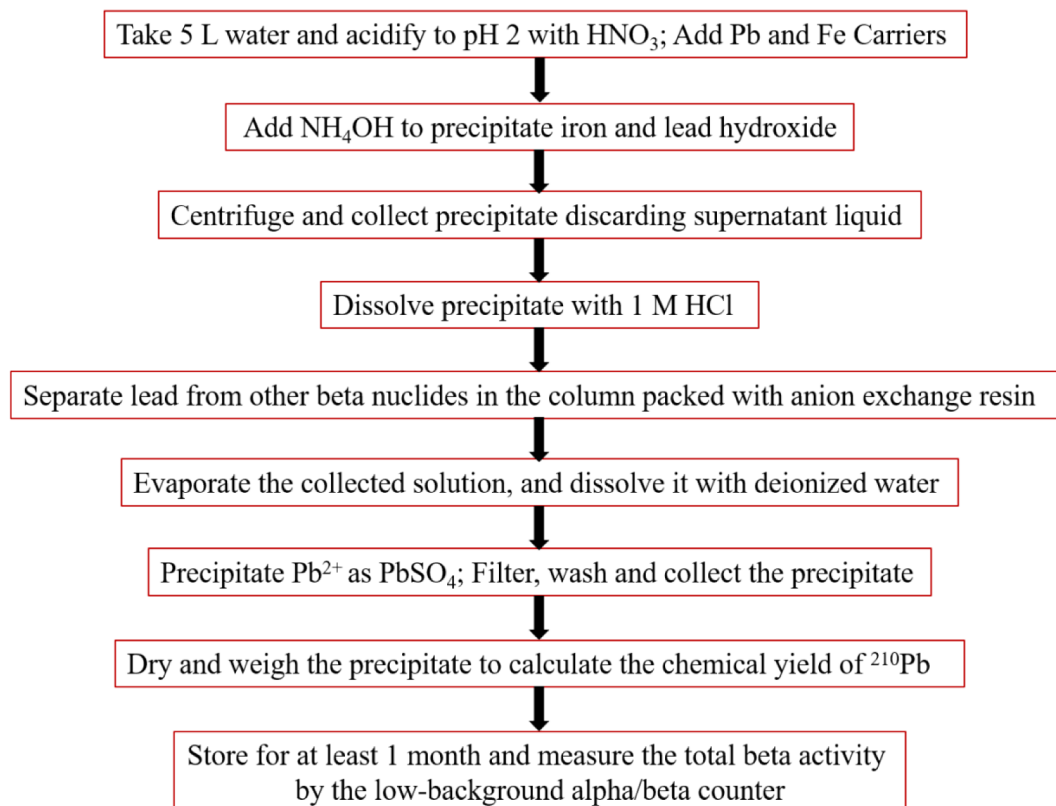 Take 5 L water and acidify to pH 2 with HNO₃; Add Pb and Fe Carriers
Add NH₄OH to precipitate iron and lead hydroxide
Centrifuge and collect precipitate discarding supernatant liquid
Dissolve precipitate with 1 M HCl
Separate lead from other beta nuclides in the column packed with anion exchange resin
Evaporate the collected solution, and dissolve it with deionized water
Precipitate Pb²⁺ as PbSO₄; Filter, wash and collect the precipitate
Dry and weigh the precipitate to calculate the chemical yield of ²¹⁰Pb
Store for at least 1 month and measure the total beta activity
by the low-background alpha/beta counter